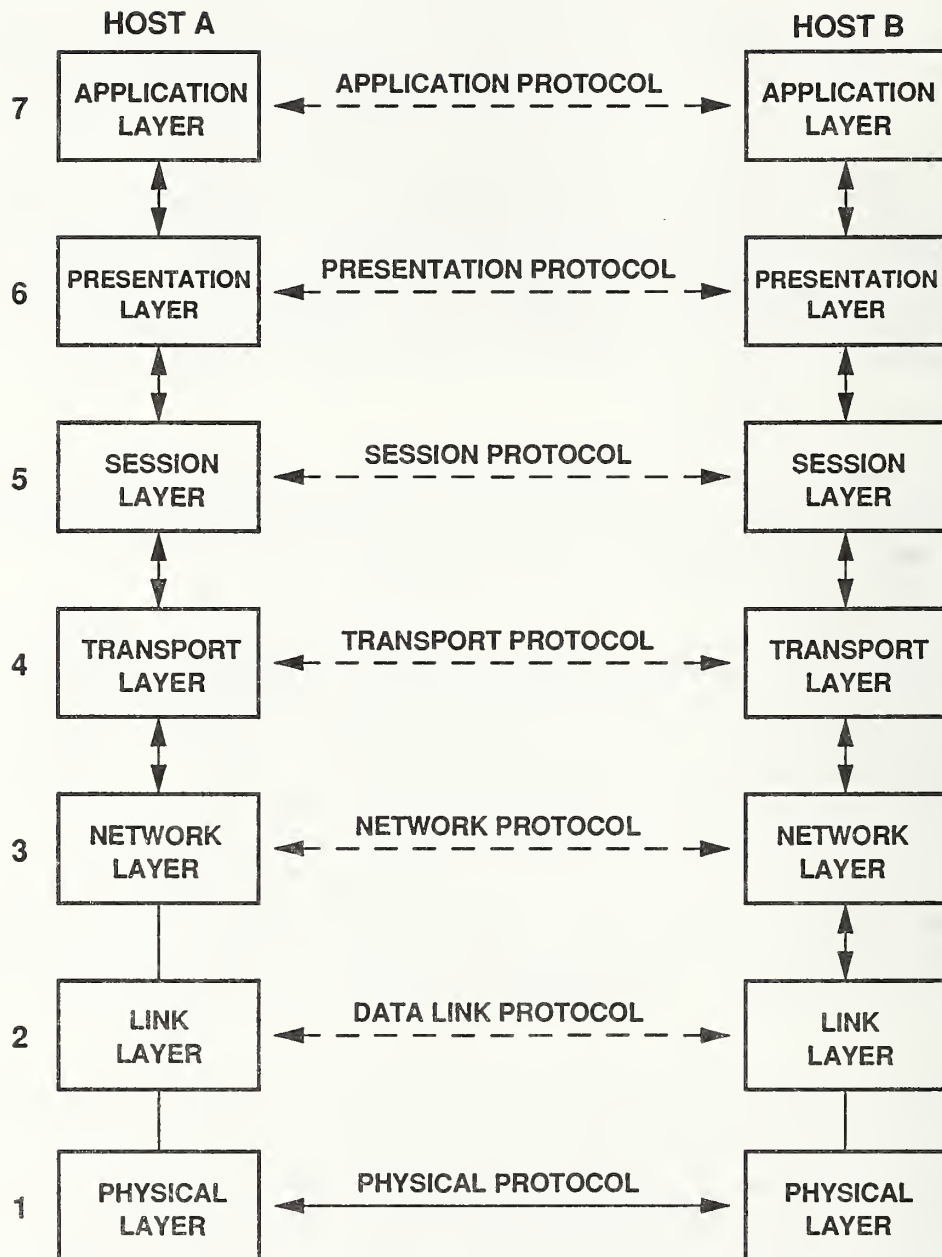 HOST A
HOST B
7
APPLICATION
LAYER
APPLICATION PROTOCOL
APPLICATION
LAYER
6
PRESENTATION
LAYER
PRESENTATION PROTOCOL
PRESENTATION
LAYER
5
SESSION
LAYER
SESSION PROTOCOL
SESSION
LAYER
4
TRANSPORT
LAYER
TRANSPORT PROTOCOL
TRANSPORT
LAYER
3
NETWORK
LAYER
NETWORK PROTOCOL
NETWORK
LAYER
2
LINK
LAYER
DATA LINK PROTOCOL
LINK
LAYER
1
PHYSICAL
LAYER
PHYSICAL PROTOCOL
PHYSICAL
LAYER